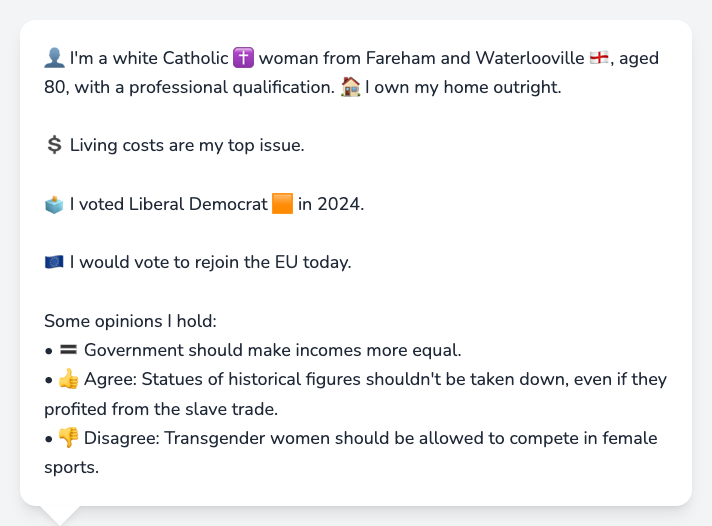 👤 I'm a white Catholic ✝️ woman from Fareham and Waterlooville 🏴󠁧󠁢󠁥󠁮󠁧󠁿, aged
80, with a professional qualification. 🏠 I own my home outright.
💲 Living costs are my top issue.
🗳️ I voted Liberal Democrat 🟧 in 2024.
🇪🇺 I would vote to rejoin the EU today.
Some opinions I hold:
• 🟰 Government should make incomes more equal.
• 👍 Agree: Statues of historical figures shouldn't be taken down, even if they
profited from the slave trade.
• 👎 Disagree: Transgender women should be allowed to compete in female
sports.